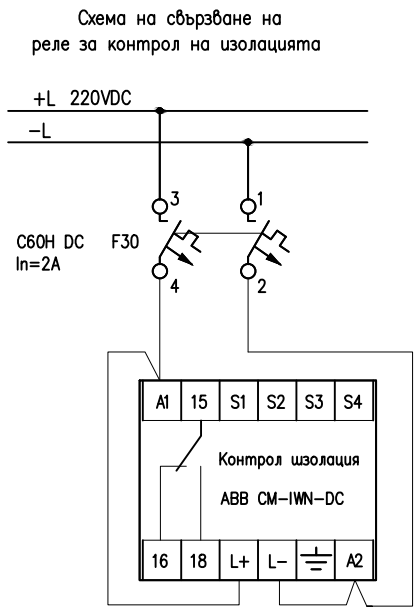 Схема на свързване на
реле за контрол на изолацията
+L 220VDC
-L
3 1
C60H DC F30
In=2A
4 2
A1 15 S1 S2 S3 S4
Контрол изолация
ABB CM-IWN-DC
16 18 L+ L- A2